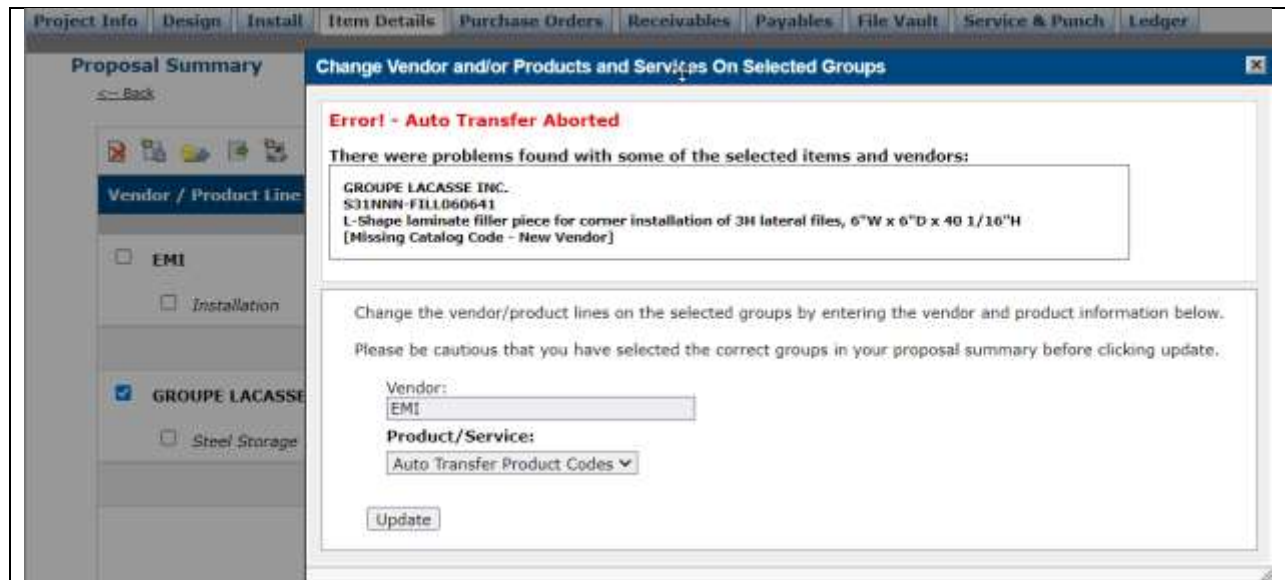 Project Info Design Install Item Details Purchase Orders Receivables Payables File Vault Service & Punch Ledger
Proposal Summary
<-- Back
Vendor / Product Line
EMI
Installation
GROUPE LACASSE
Steel Storage
Change Vendor and/or Products and Services On Selected Groups
Error! - Auto Transfer Aborted
There were problems found with some of the selected items and vendors:
GROUPE LACASSE INC.
S31NNN-FILL060641
L-Shape laminate filler piece for corner installation of 3H lateral files, 6"W x 6"D x 40 1/16"H
[Missing Catalog Code - New Vendor]
Change the vendor/product lines on the selected groups by entering the vendor and product information below.
Please be cautious that you have selected the correct groups in your proposal summary before clicking update.
Vendor:
EMI
Product/Service:
Auto Transfer Product Codes
Update